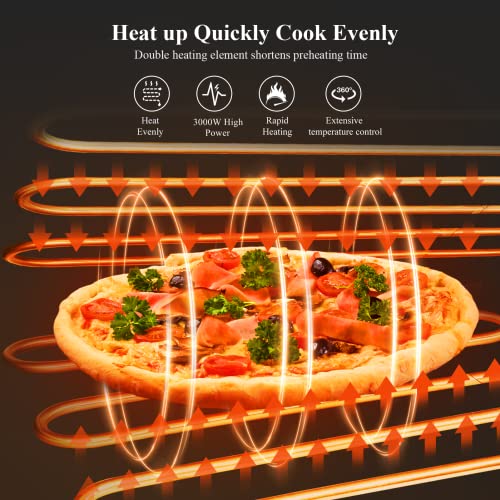 Heat up Quickly Cook Evenly
Double heating element shortens preheating time
360°
Heat
Evenly
3000W High
Power
Rapid
Heating
Extensive
temperature control